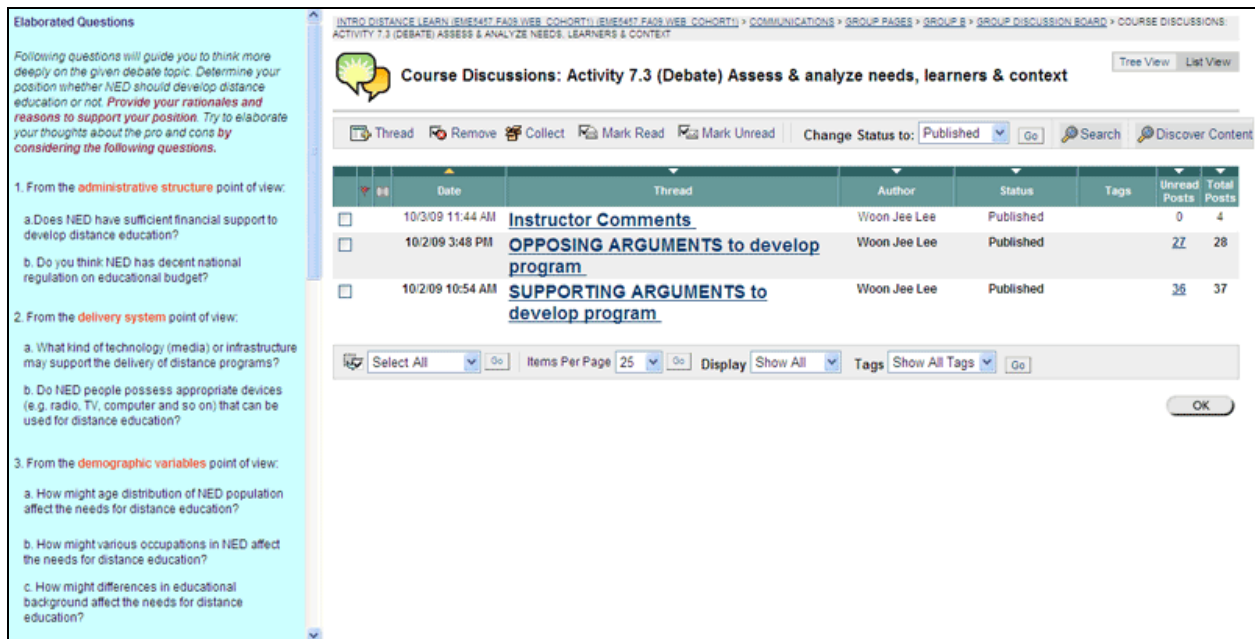 Elaborated Questions
Following questions will guide you to think more
deeply on the given debate topic. Determine your
position whether NED should develop distance
education or not. Provide your rationales and
reasons to support your position. Try to elaborate
your thoughts about the pro and cons by
considering the following questions.
1. From the administrative structure point of view:
a.Does NED have sufficient financial support to
develop distance education?
b. Do you think NED has decent national
regulation on educational budget?
2. From the delivery system point of view:
a. What kind of technology (media) or infrastructure
may support the delivery of distance programs?
b. Do NED people possess appropriate devices
(e.g. radio, TV, computer and so on) that can be
used for distance education?
3. From the demographic variables point of view:
a. How might age distribution of NED population
affect the needs for distance education?
b. How might various occupations in NED affect
the needs for distance education?
c. How might differences in educational
background affect the needs for distance
education?
INTRO DISTANCE LEARN (EME5457.FA09.WEB_COHORT1) (EME5457.FA09.WEB_COHORT1) > COMMUNICATIONS > GROUP PAGES > GROUP B > GROUP DISCUSSION BOARD > COURSE DISCUSSIONS:
ACTIVITY 7.3 (DEBATE) ASSESS & ANALYZE NEEDS, LEARNERS & CONTEXT
Tree View List View
Course Discussions: Activity 7.3 (Debate) Assess & analyze needs, learners & context
Thread Remove Collect Mark Read Mark Unread Change Status to: Published Go Search Discover Content
Date Thread Author Status Tags Unread Posts Total Posts
10/3/09 11:44 AM Instructor Comments Woon Jee Lee Published 0 4
10/2/09 3:48 PM OPPOSING ARGUMENTS to develop Woon Jee Lee Published 27 28
program
10/2/09 10:54 AM SUPPORTING ARGUMENTS to Woon Jee Lee Published 36 37
develop program
Select All Go Items Per Page 25 Go Display Show All Tags Show All Tags Go
OK